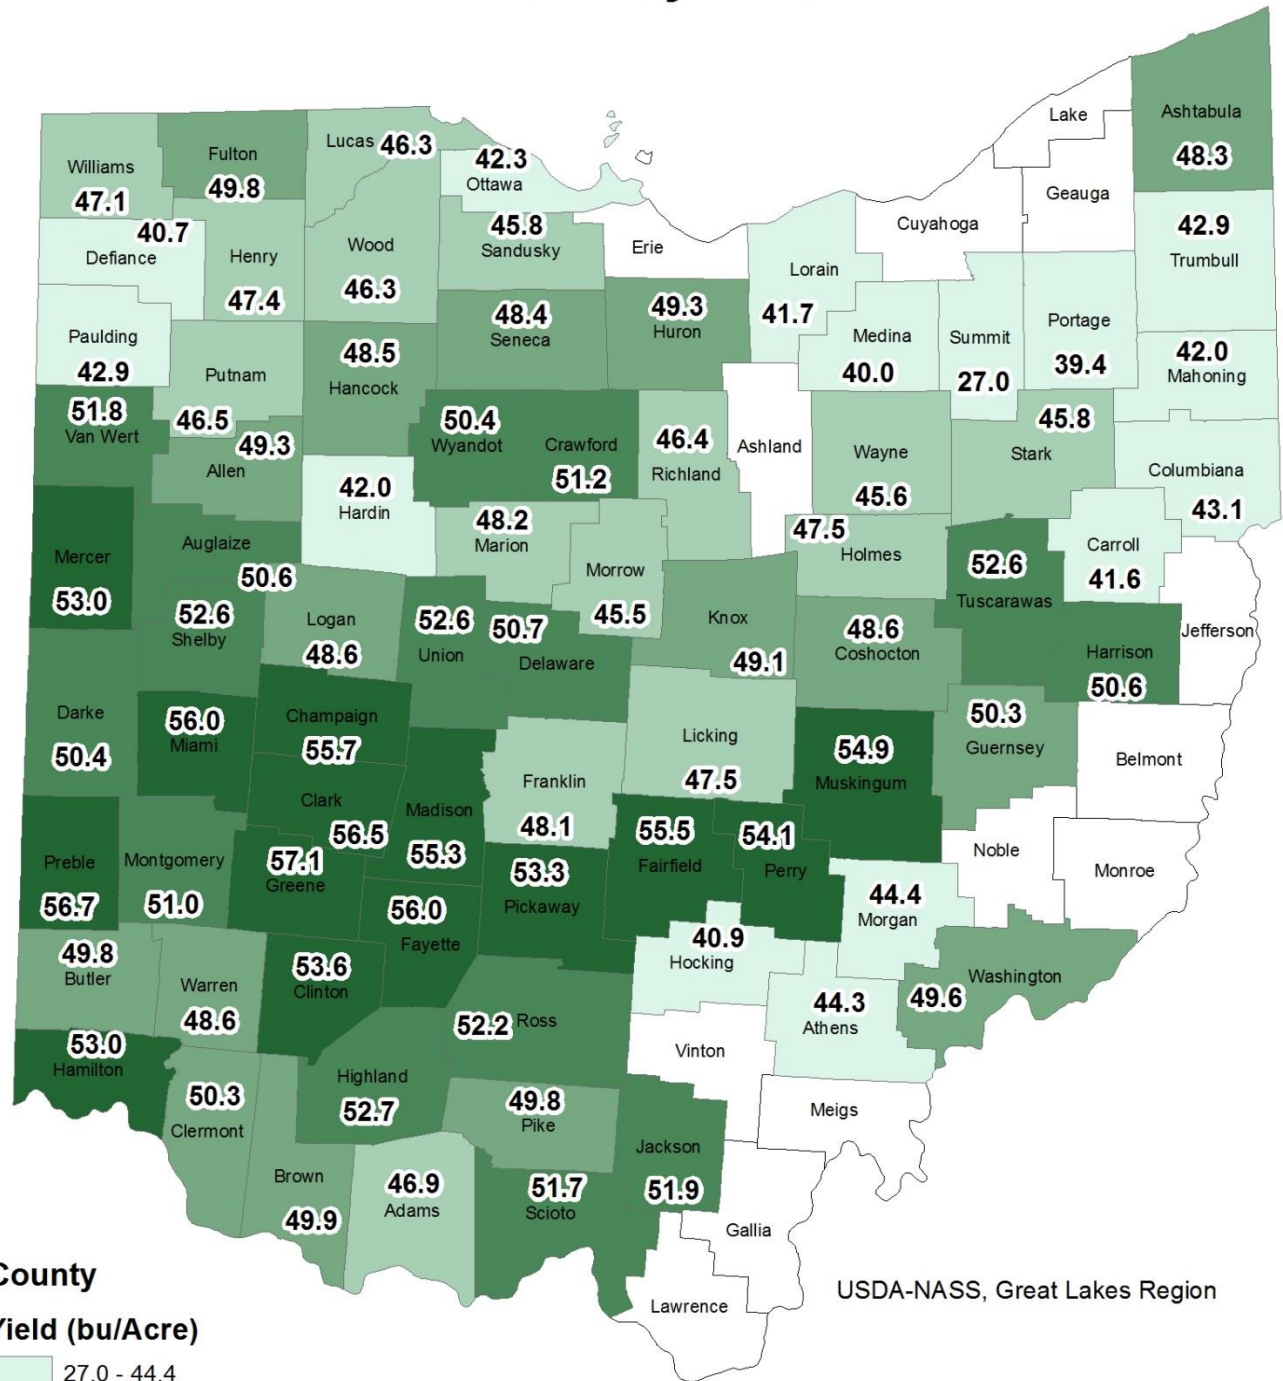 Lake
Ashtabula
48.3
Geauga
Williams
47.1
Fulton
49.8
Lucas 46.3
42.3
Ottawa
Cuyahoga
42.9
Trumbull
40.7
Defiance
Henry
47.4
Wood
46.3
45.8
Sandusky
Erie
Lorain
41.7
Paulding
42.9
Putnam
46.5
48.5
Hancock
48.4
Seneca
49.3
Huron
Medina
40.0
Summit
27.0
Portage
39.4
42.0
Mahoning
51.8
Van Wert
49.3
Allen
50.4
Wyandot
Crawford
51.2
46.4
Richland
Ashland
Wayne
45.6
45.8
Stark
Columbiana
43.1
42.0
Hardin
48.2
Marion
Morrow
45.5
47.5
Holmes
52.6
Tuscarawas
Carroll
41.6
Mercer
53.0
Auglaize
50.6
52.6
Shelby
Logan
48.6
52.6
Union
50.7
Delaware
Knox
49.1
48.6
Coshocton
Harrison
50.6
Jefferson
Darke
50.4
56.0
Miami
Champaign
55.7
Licking
47.5
54.9
Muskingum
50.3
Guernsey
Belmont
Clark
56.5
Madison
55.3
Franklin
48.1
Preble
56.7
Montgomery
51.0
57.1
Greene
53.3
Pickaway
55.5
Fairfield
54.1
Perry
Noble
Monroe
56.0
Fayette
44.4
Morgan
49.8
Butler
Warren
48.6
53.6
Clinton
40.9
Hocking
44.3
Athens
49.6
Washington
53.0
Hamilton
52.2 Ross
Vinton
50.3
Clermont
Highland
52.7
49.8
Pike
Jackson
51.9
Meigs
Brown
49.9
46.9
Adams
51.7
Scioto
Gallia
Lawrence
County
Yield (bu/Acre)
27.0 - 44.4
USDA-NASS, Great Lakes Region